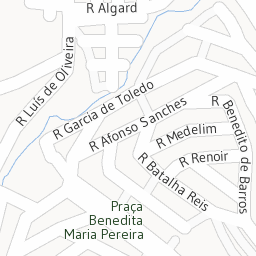 R Algard
R Luís de Oliveira
R Garcia de Toledo
R Afonso Sanches
R Benedito de Barros
R Medelim
R Renoir
R Batalha Reis
Praça
Benedita
Maria Pereira